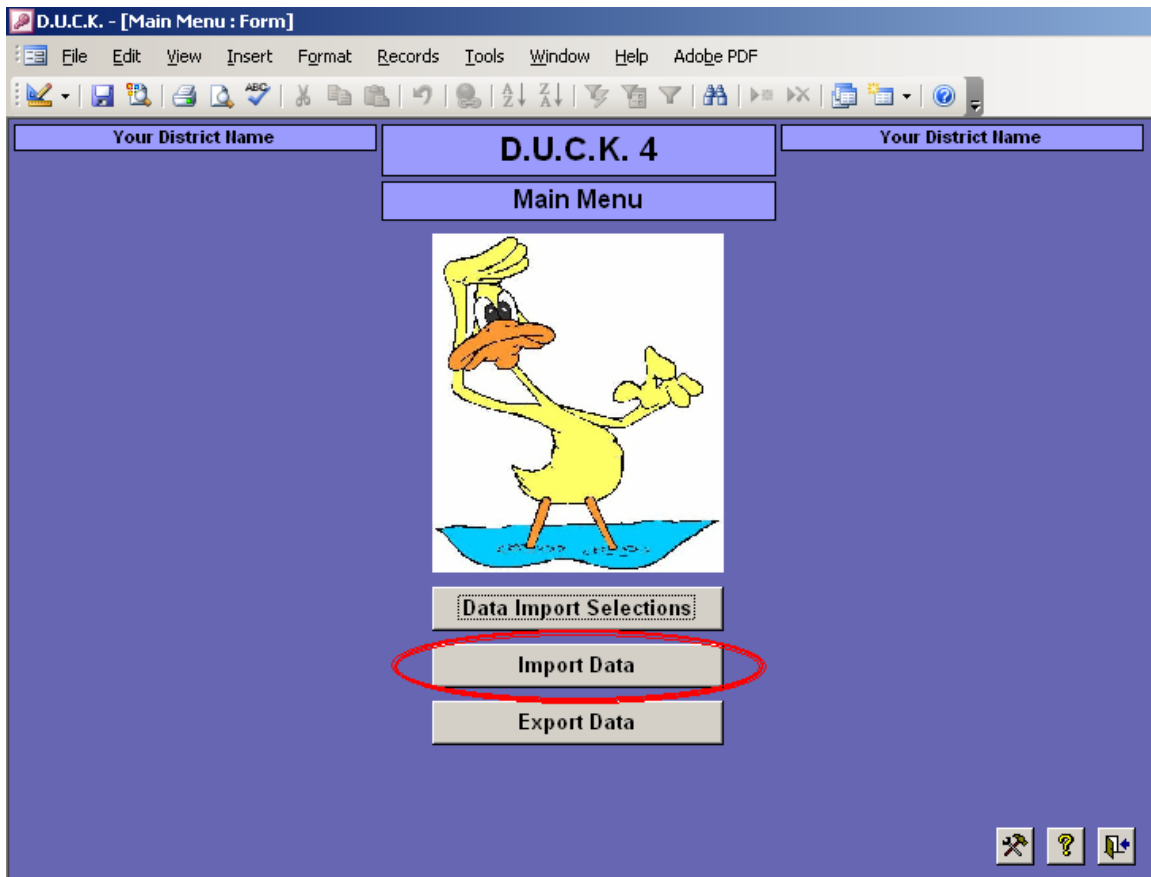 D.U.C.K. - [Main Menu : Form]
File Edit View Insert Format Records Tools Window Help Adobe PDF
Your District Name
D.U.C.K. 4
Your District Name
Main Menu
Data Import Selections
Import Data
Export Data